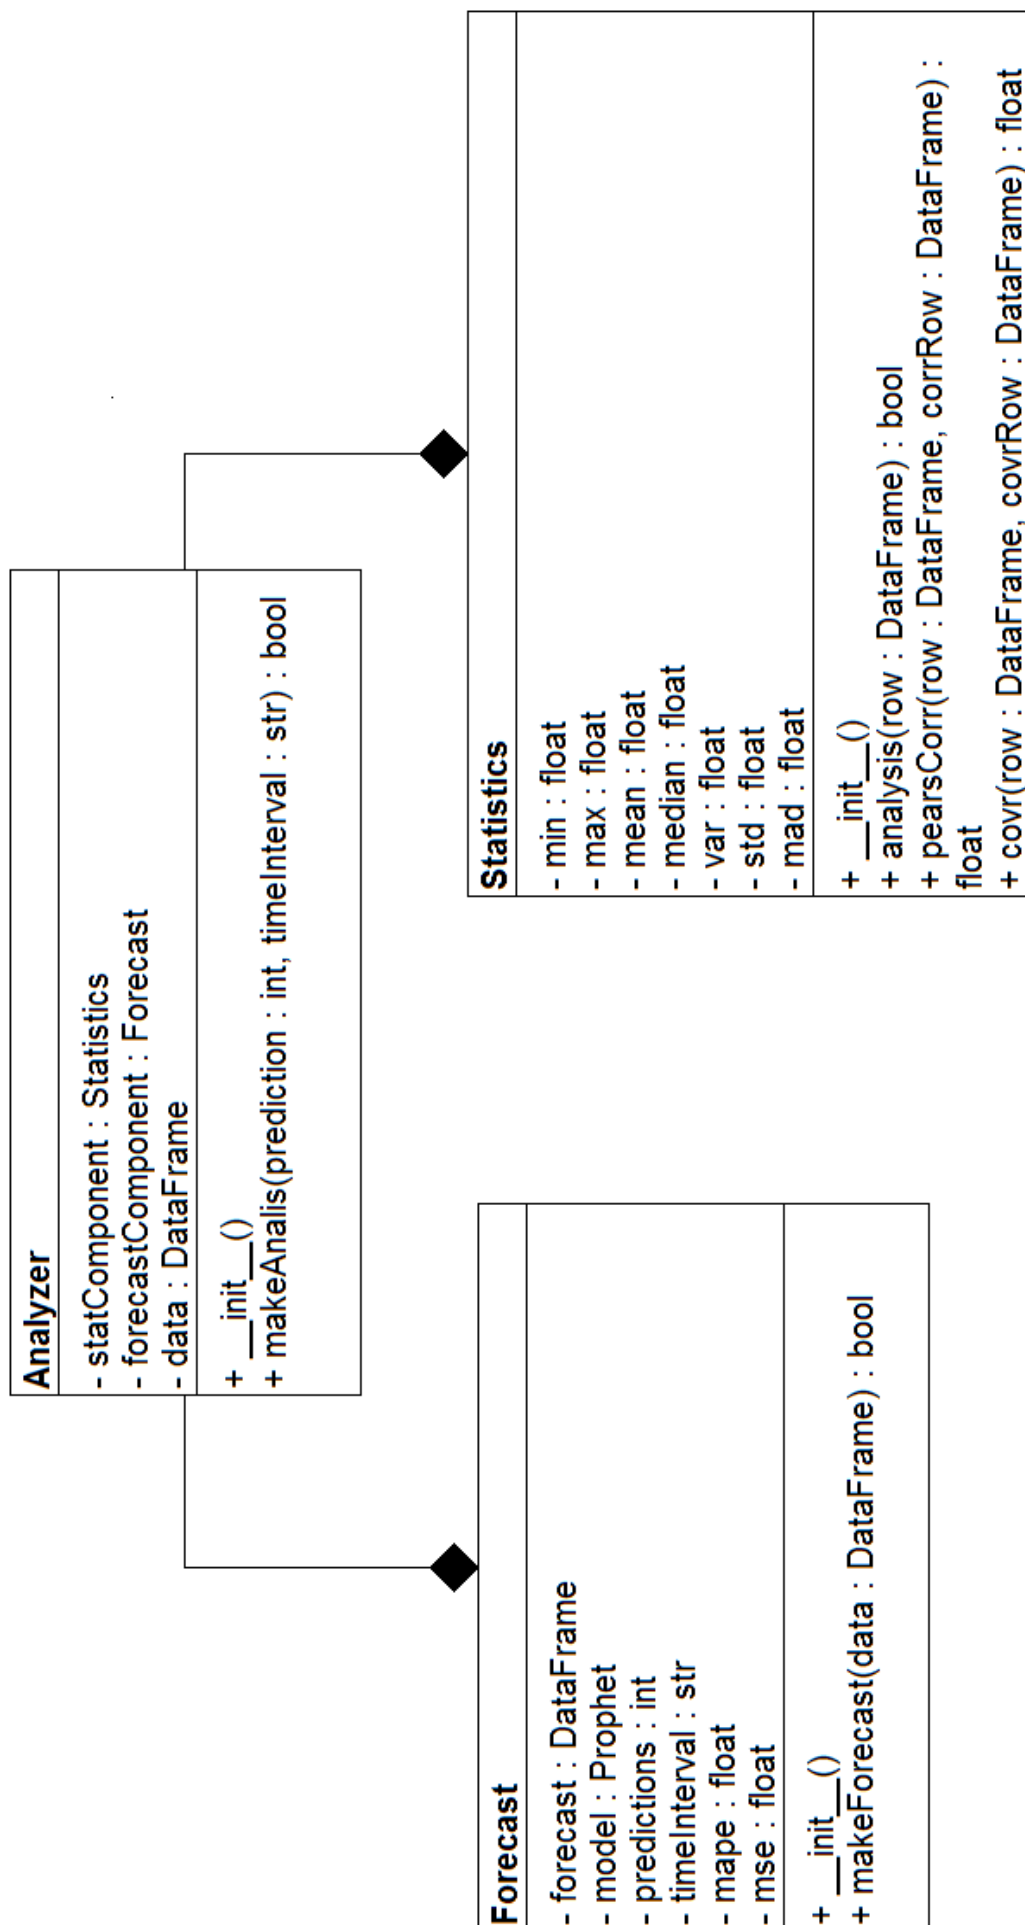 Analyzer
- statComponent : Statistics
- forecastComponent : Forecast
- data : DataFrame
+ __init__()
+ makeAnalis(prediction : int, timeInterval : str) : bool
Forecast
- forecast : DataFrame
- model : Prophet
- predictions : int
- timeInterval : str
- mape : float
- mse : float
+ __init__()
+ makeForecast(data : DataFrame) : bool
Statistics
- min : float
- max : float
- mean : float
- median : float
- var : float
- std : float
- mad : float
+ __init__()
+ analysis(row : DataFrame) : bool
+ pearsCorr(row : DataFrame, corrRow : DataFrame) :
float
+ covr(row : DataFrame, covrRow : DataFrame) : float